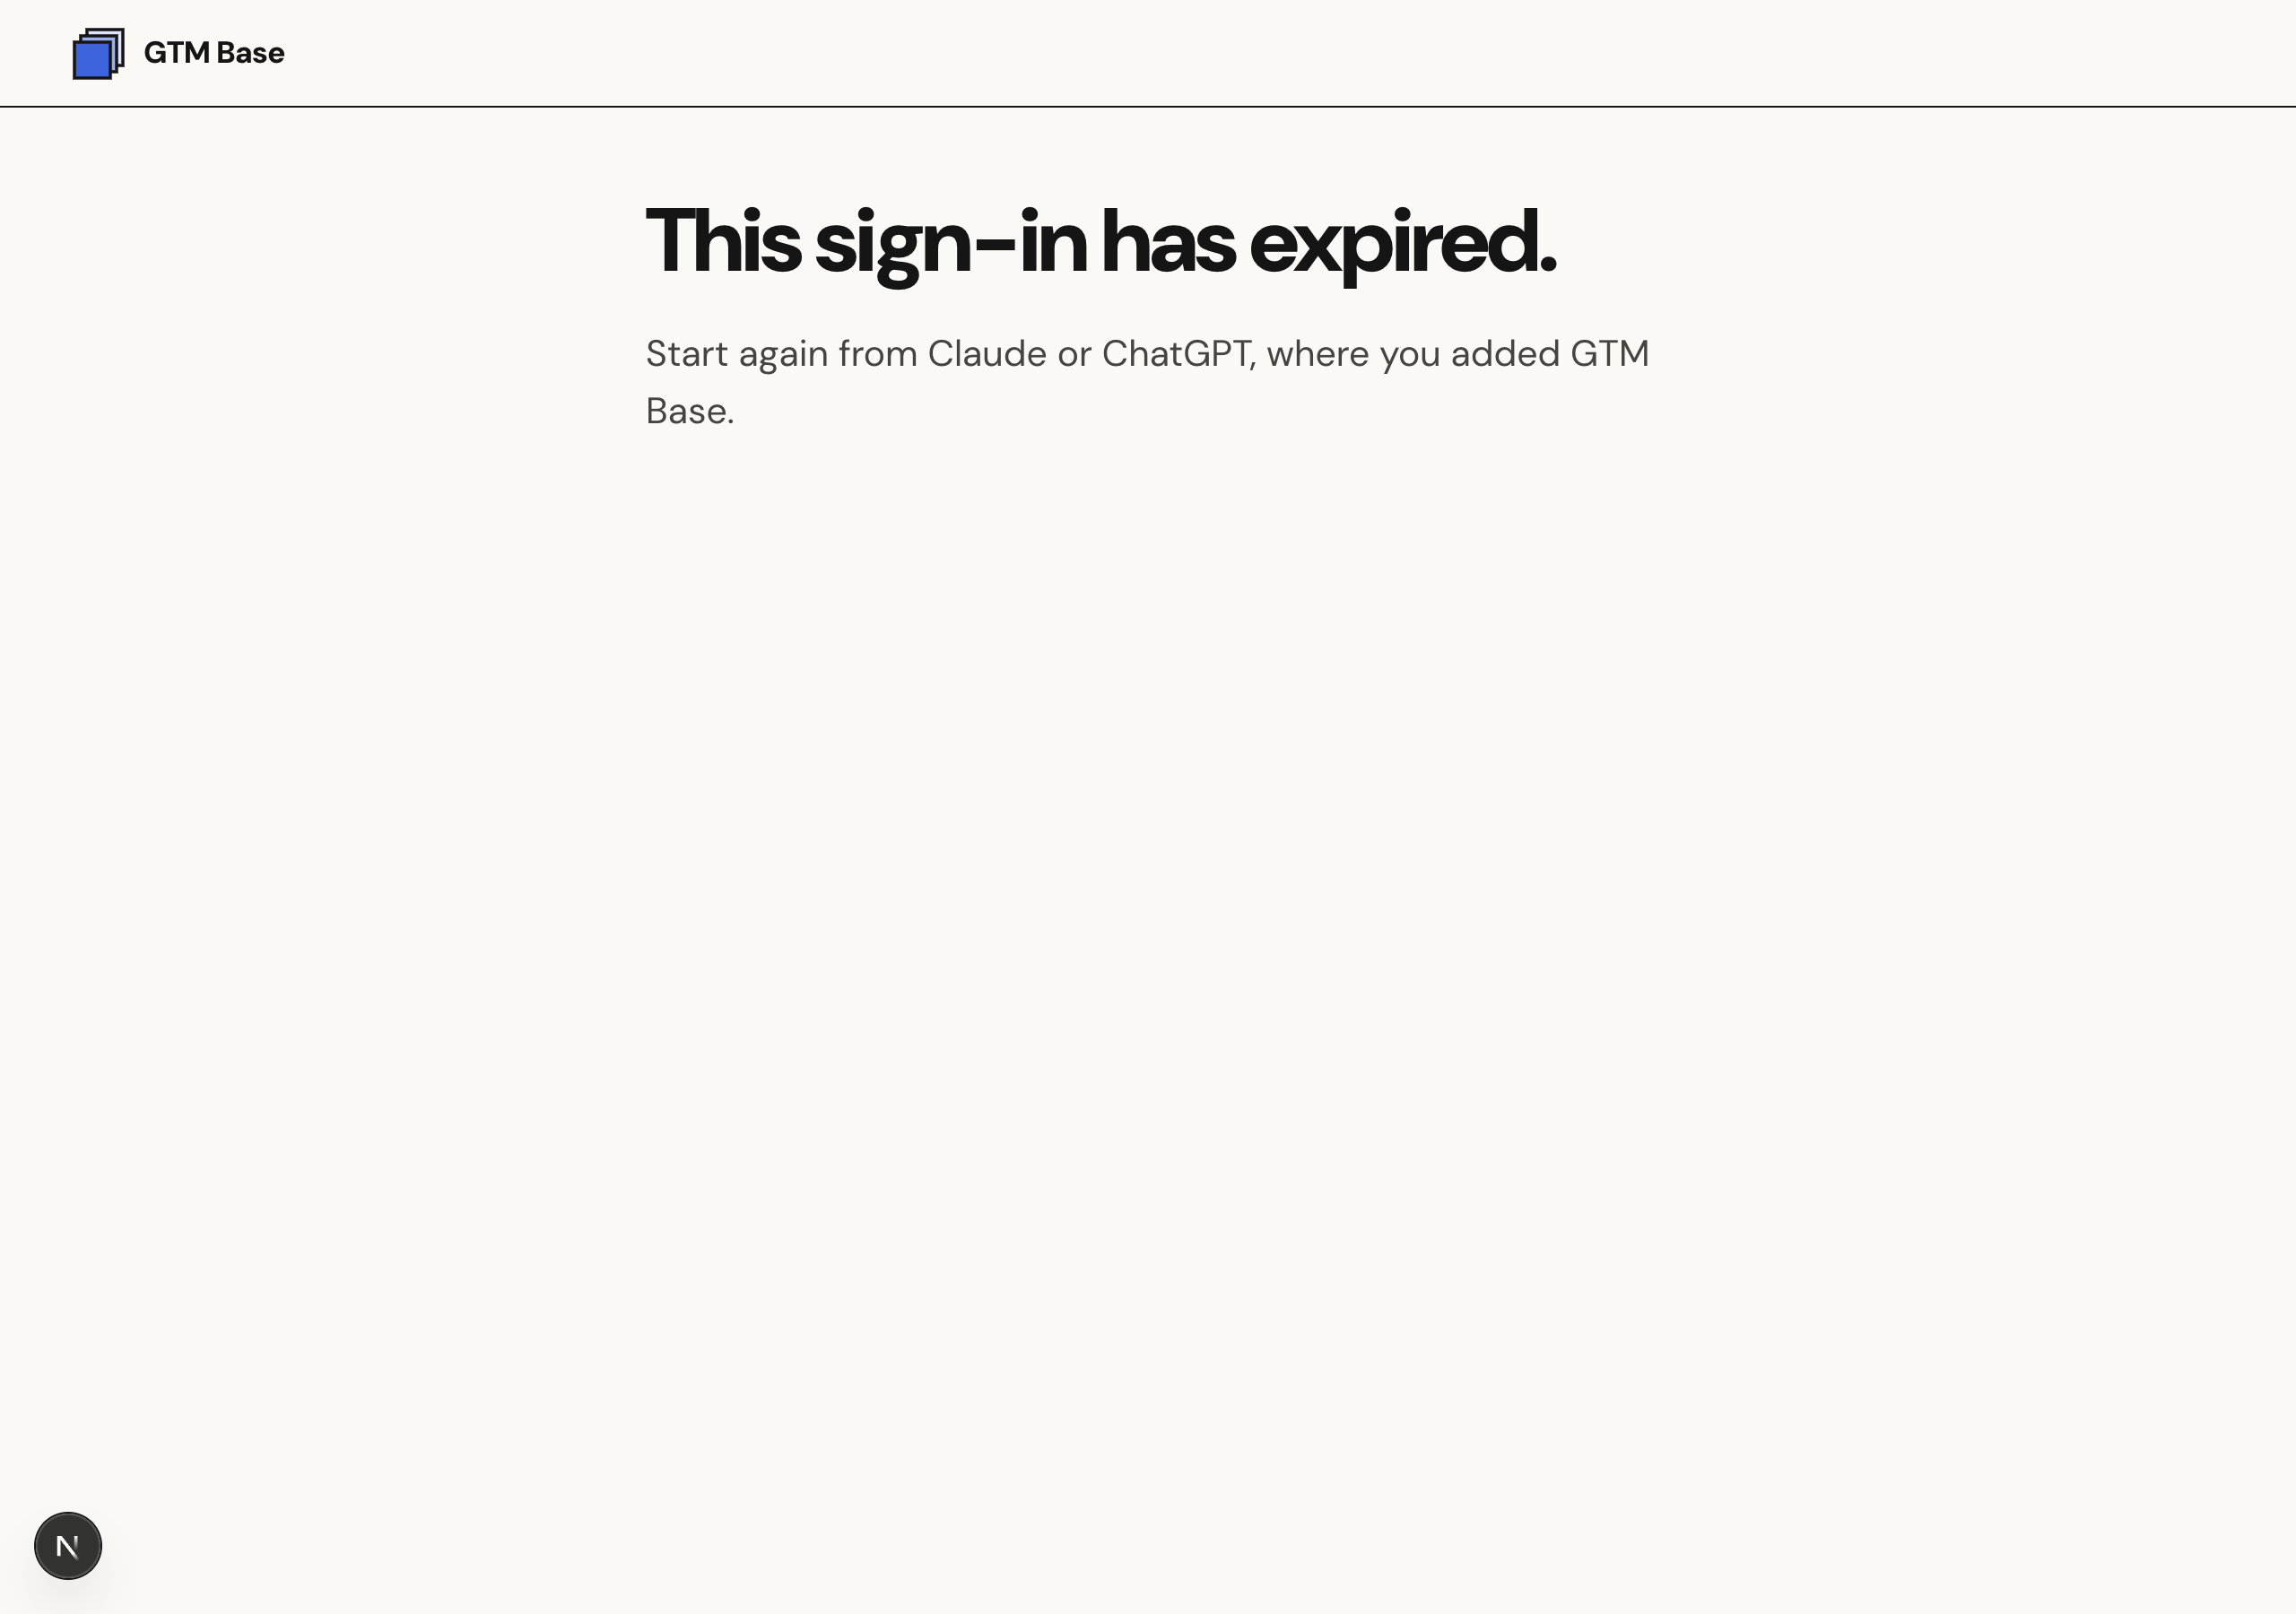 GTM Base
This sign-in has expired.
Start again from Claude or ChatGPT, where you added GTM
Base.
N